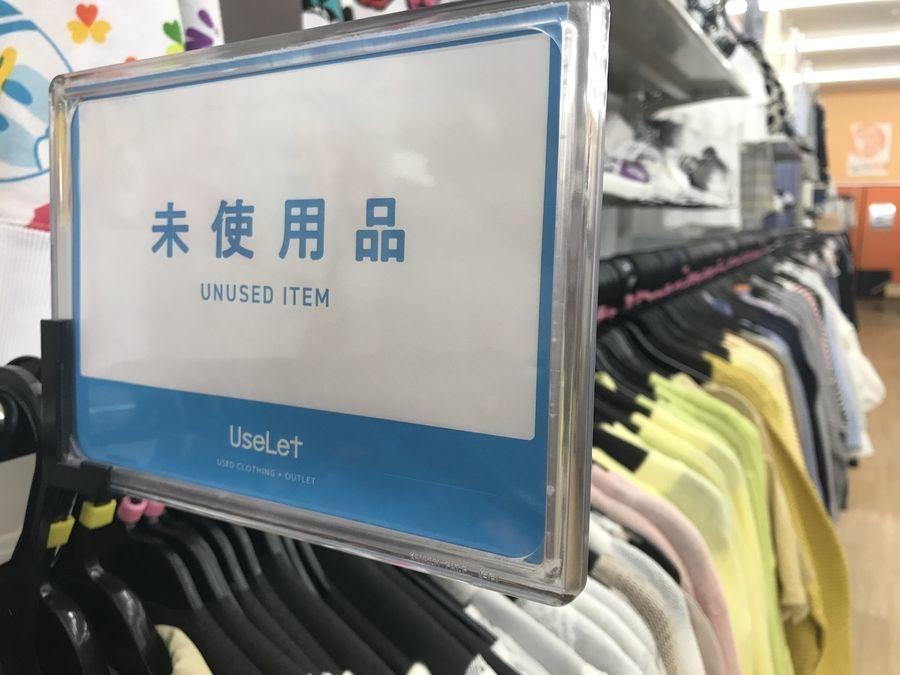 未使用品
UNUSED ITEM
UseLet
USED CLOTHING + OUTLET